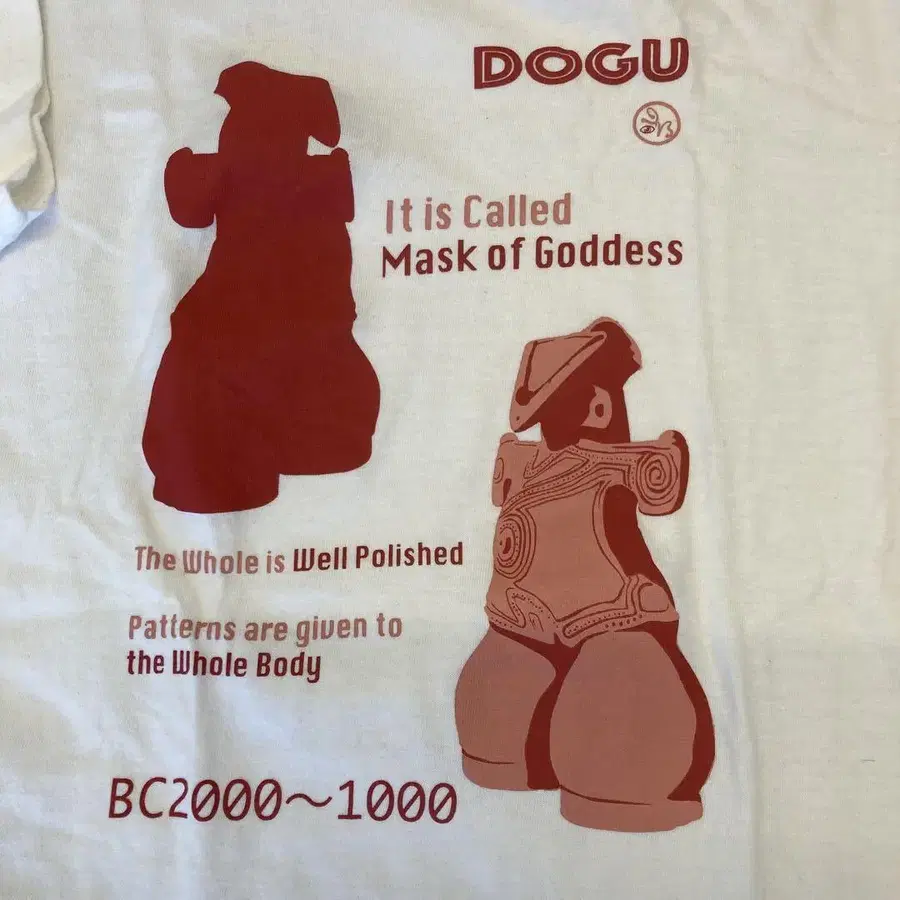 DOGU
It is Called
Mask of Goddess
The Whole is Well Polished
Patterns are given to
the Whole Body
BC2000〜1000